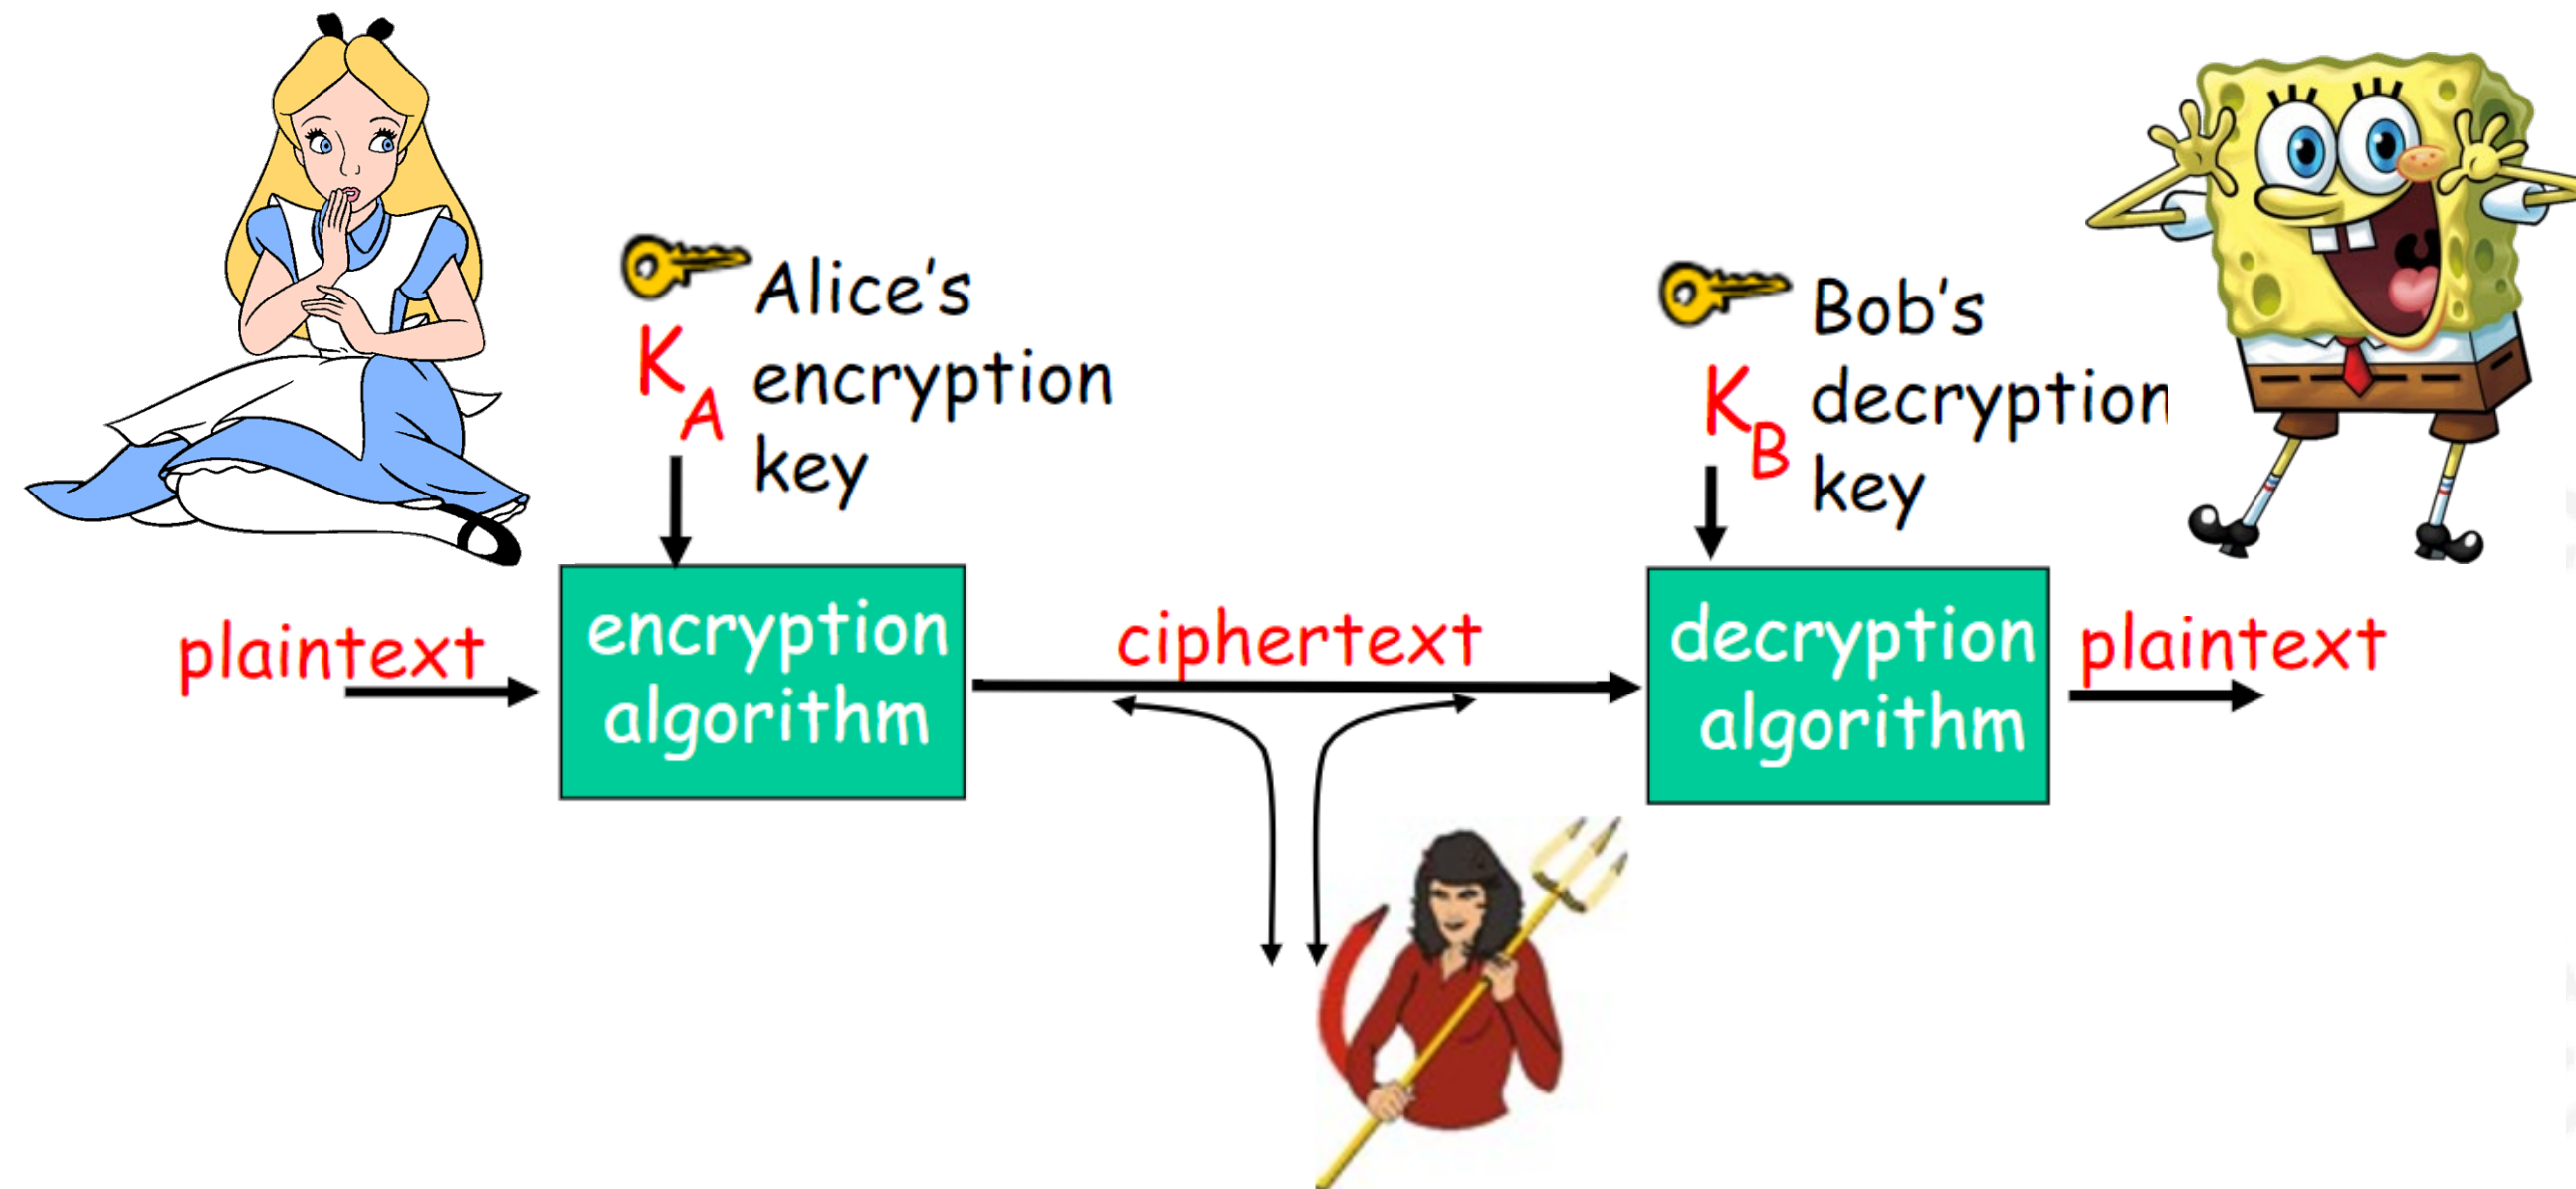 Alice's
encryption
key
K
A
Bob's
decryption
key
K
B
plaintext
encryption
algorithm
ciphertext
decryption
algorithm
plaintext